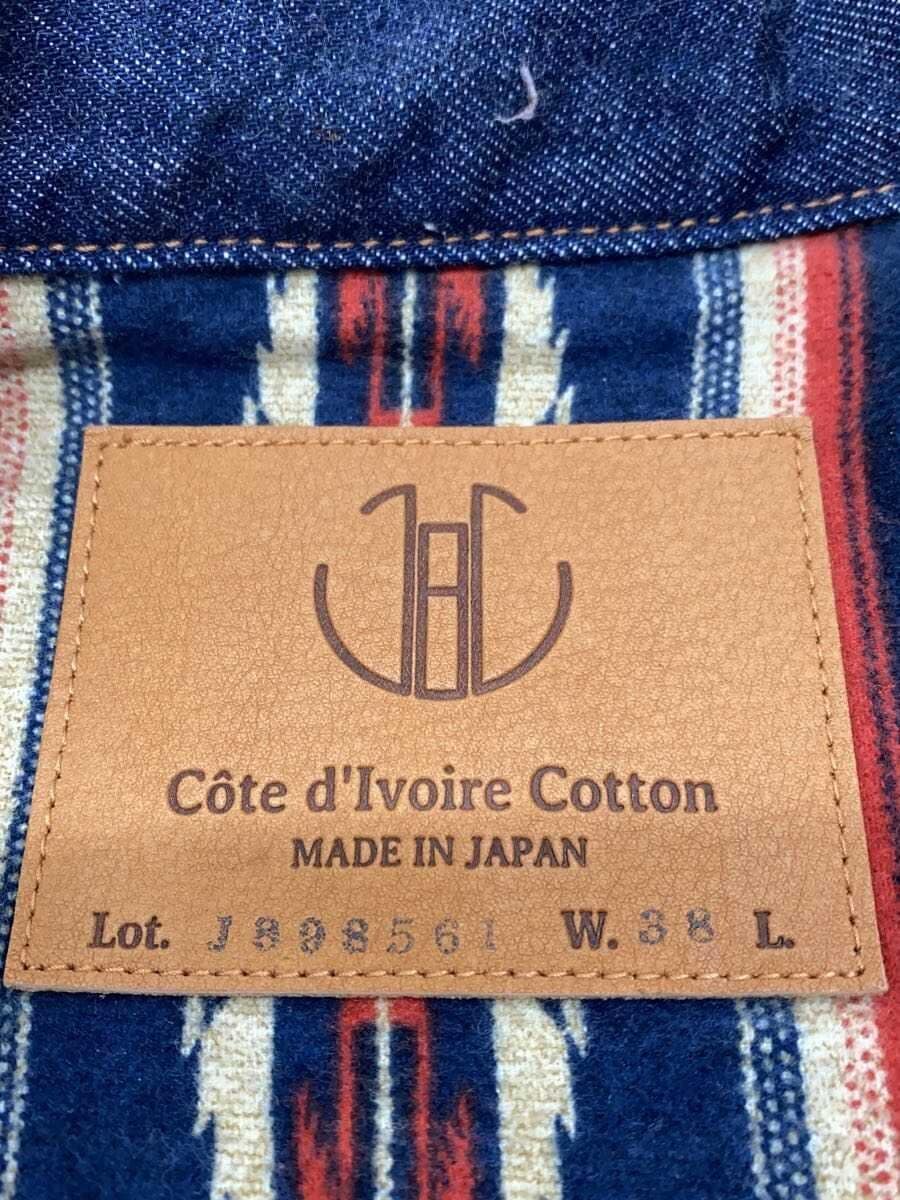 Côte d'Ivoire Cotton
MADE IN JAPAN
Lot. J898561 W. 38 L.